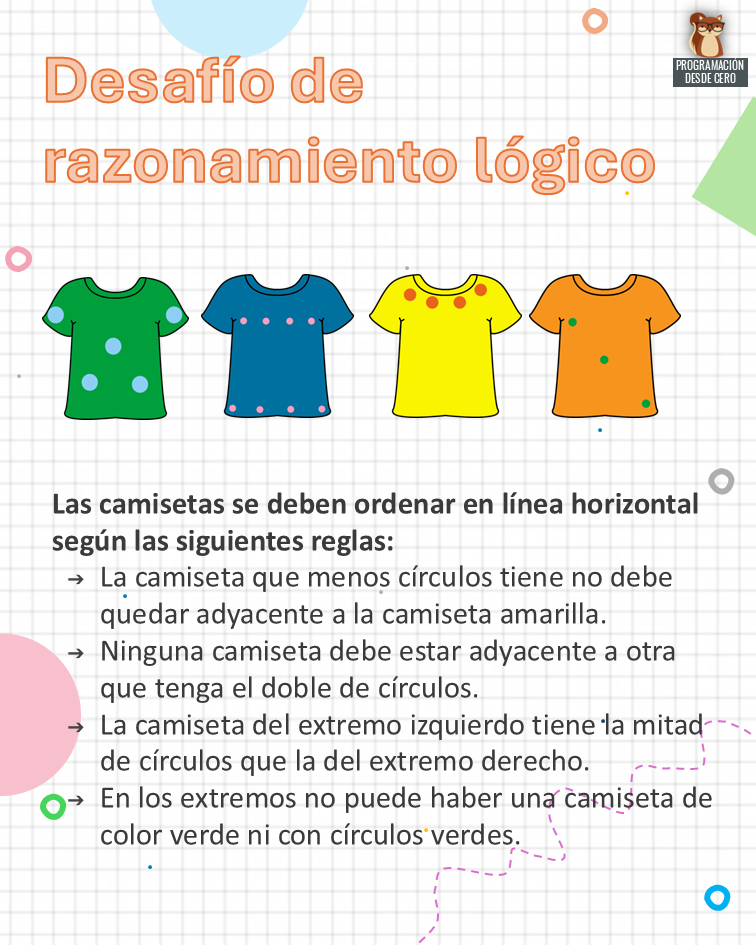 PROGRAMACIÓN
DESDE CERO
Desafío de
razonamiento lógico
Las camisetas se deben ordenar en línea horizontal
según las siguientes reglas:
➔ La camiseta que menos círculos tiene no debe
quedar adyacente a la camiseta amarilla.
➔ Ninguna camiseta debe estar adyacente a otra
que tenga el doble de círculos.
➔ La camiseta del extremo izquierdo tiene la mitad
de círculos que la del extremo derecho.
➔ En los extremos no puede haber una camiseta de
color verde ni con círculos verdes.